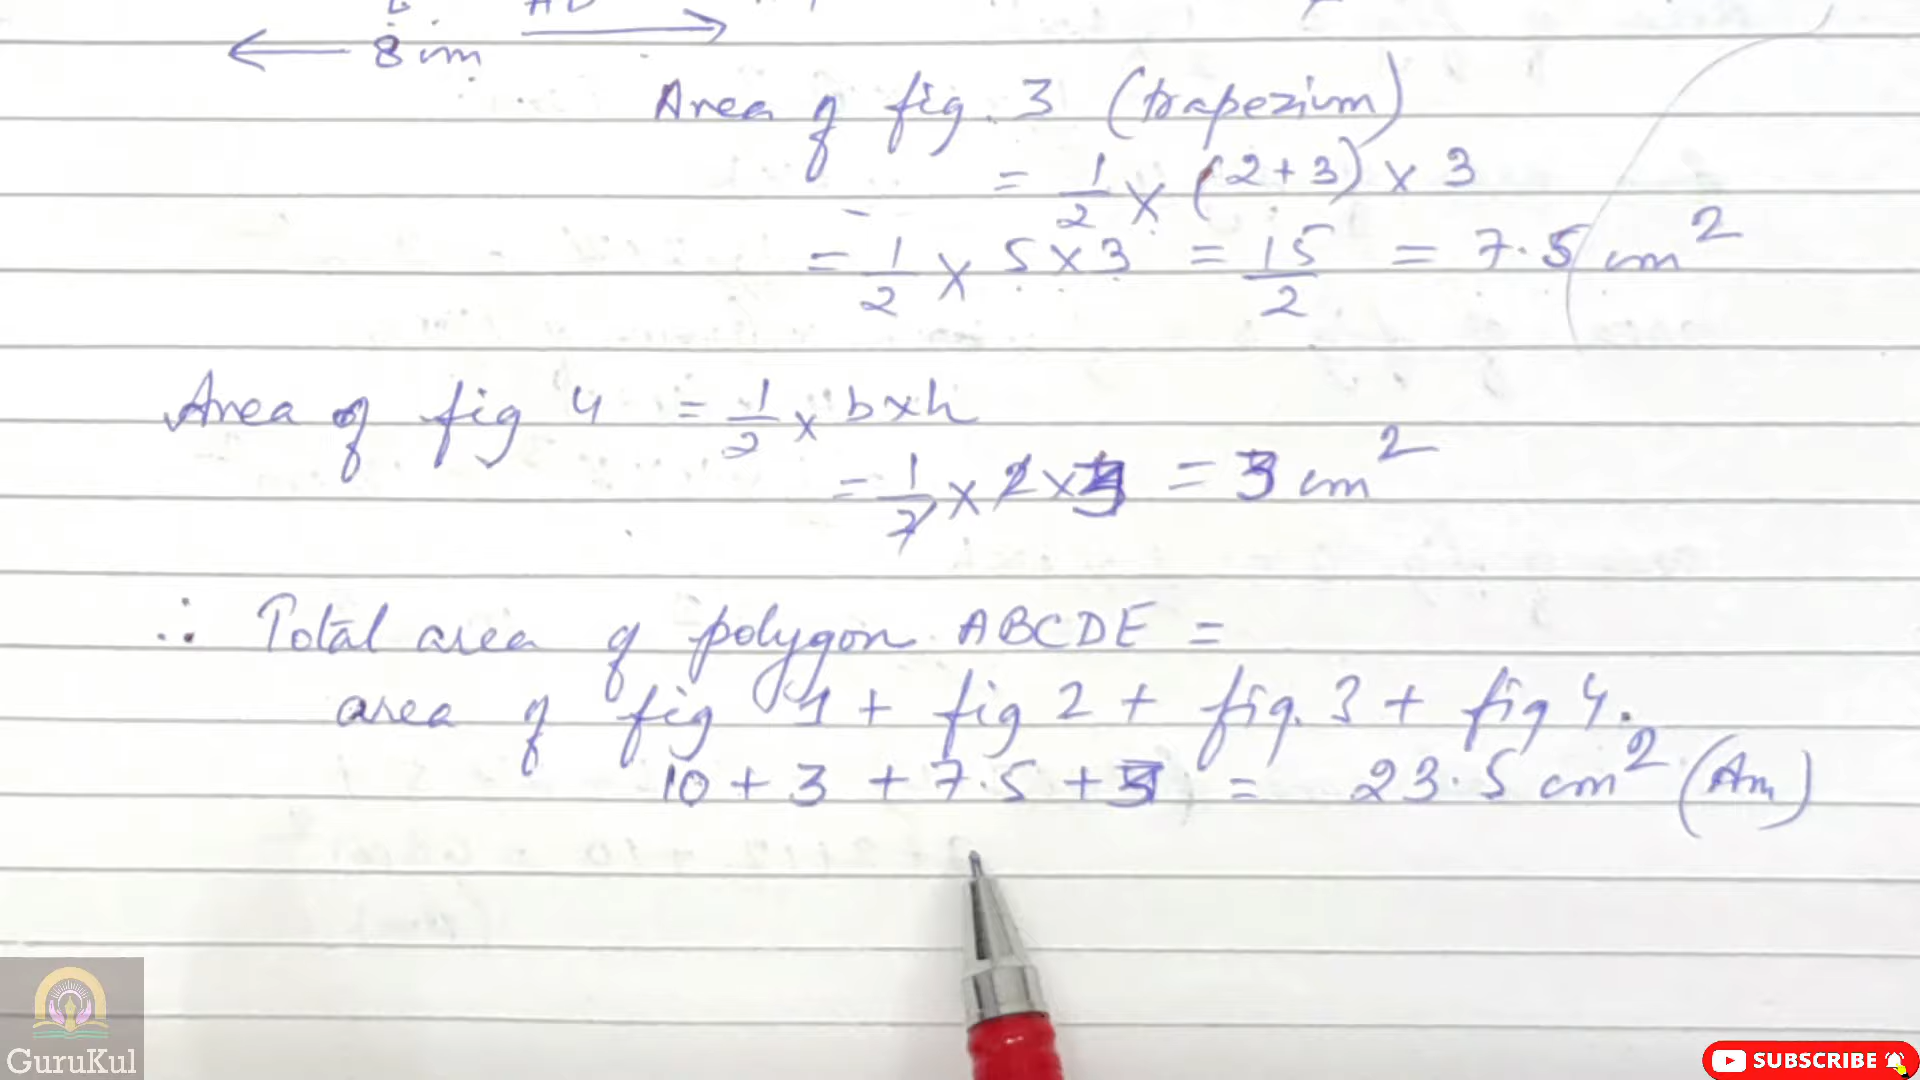 8 cm
Area of fig. 3 (trapezium)
= 1/2 × (2+3) × 3
= 1/2 × 5×3 = 15/2 = 7.5 cm²
Area of fig 4 = 1/2 × b×h
= 1/2 × 2×3 = 3 cm²
∴ Total area of polygon ABCDE =
area of fig 1 + fig 2 + fig. 3 + fig 4.
10 + 3 + 7.5 + 3 = 23.5 cm² (Ans)
GuruKul
SUBSCRIBE